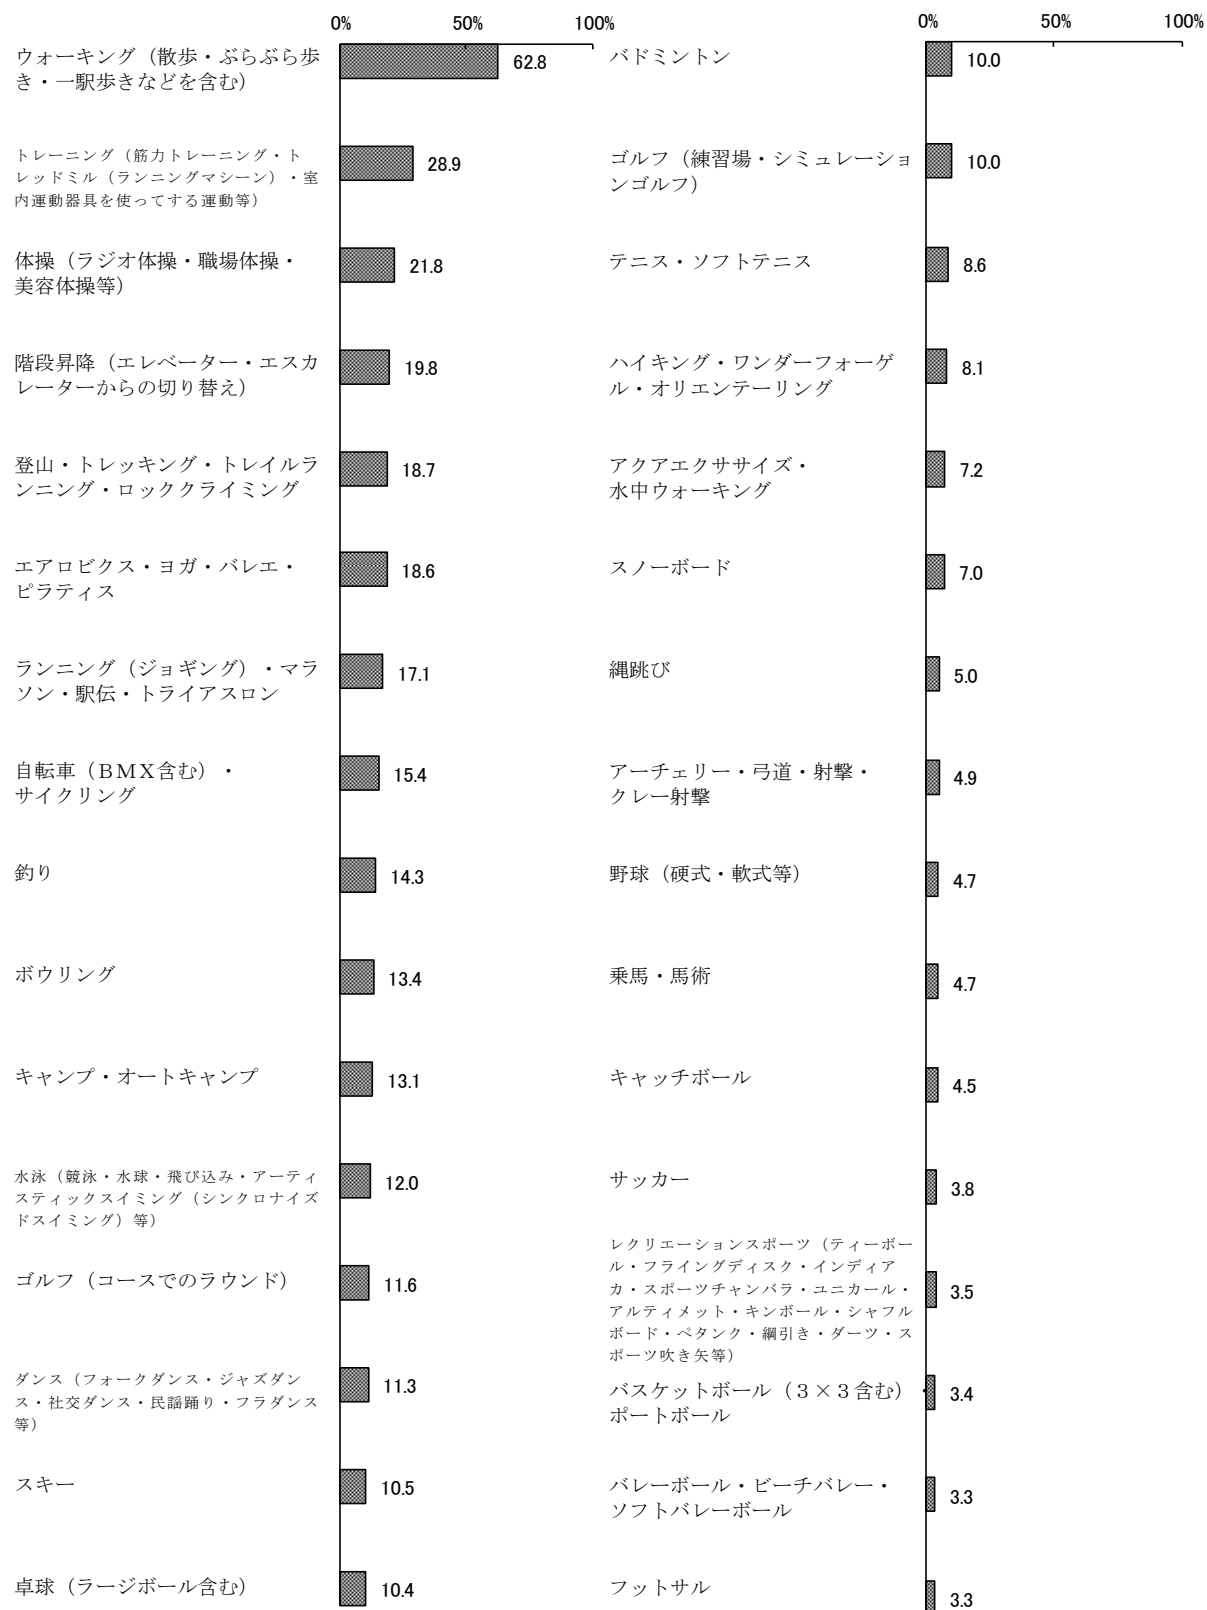 0%
50%
100%
ウォーキング（散歩・ぶらぶら歩
き・一駅歩きなどを含む）
62.8
トレーニング（筋力トレーニング・ト
レッドミル（ランニングマシーン）・室
内運動器具を使ってする運動等）
28.9
体操（ラジオ体操・職場体操・
美容体操等）
21.8
階段昇降（エレベーター・エスカ
レーターからの切り替え）
19.8
登山・トレッキング・トレイルラ
ンニング・ロッククライミング
18.7
エアロビクス・ヨガ・バレエ・
ピラティス
18.6
ランニング（ジョギング）・マラ
ソン・駅伝・トライアスロン
17.1
自転車（ＢＭＸ含む）・
サイクリング
15.4
釣り
14.3
ボウリング
13.4
キャンプ・オートキャンプ
13.1
水泳（競泳・水球・飛び込み・アーティ
スティックスイミング（シンクロナイズ
ドスイミング）等）
12.0
ゴルフ（コースでのラウンド）
11.6
ダンス（フォークダンス・ジャズダン
ス・社交ダンス・民謡踊り・フラダンス
等）
11.3
スキー
10.5
卓球（ラージボール含む）
10.4
0%
50%
100%
バドミントン
10.0
ゴルフ（練習場・シミュレーショ
ンゴルフ）
10.0
テニス・ソフトテニス
8.6
ハイキング・ワンダーフォーゲ
ル・オリエンテーリング
8.1
アクアエクササイズ・
水中ウォーキング
7.2
スノーボード
7.0
縄跳び
5.0
アーチェリー・弓道・射撃・
クレー射撃
4.9
野球（硬式・軟式等）
4.7
乗馬・馬術
4.7
キャッチボール
4.5
サッカー
3.8
レクリエーションスポーツ（ティーボー
ル・フライングディスク・インディア
カ・スポーツチャンバラ・ユニカール・
アルティメット・キンボール・シャフル
ボード・ペタンク・綱引き・ダーツ・ス
ポーツ吹き矢等）
3.5
バスケットボール（３×３含む）・
ポートボール
3.4
バレーボール・ビーチバレー・
ソフトバレーボール
3.3
フットサル
3.3